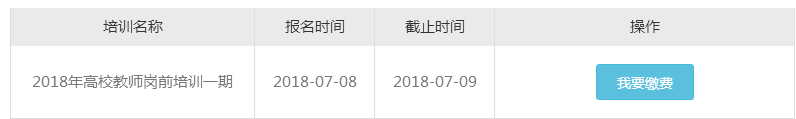 培训名称 报名时间 截止时间 操作
2018年高校教师岗前培训一期 2018-07-08 2018-07-09 我要缴费